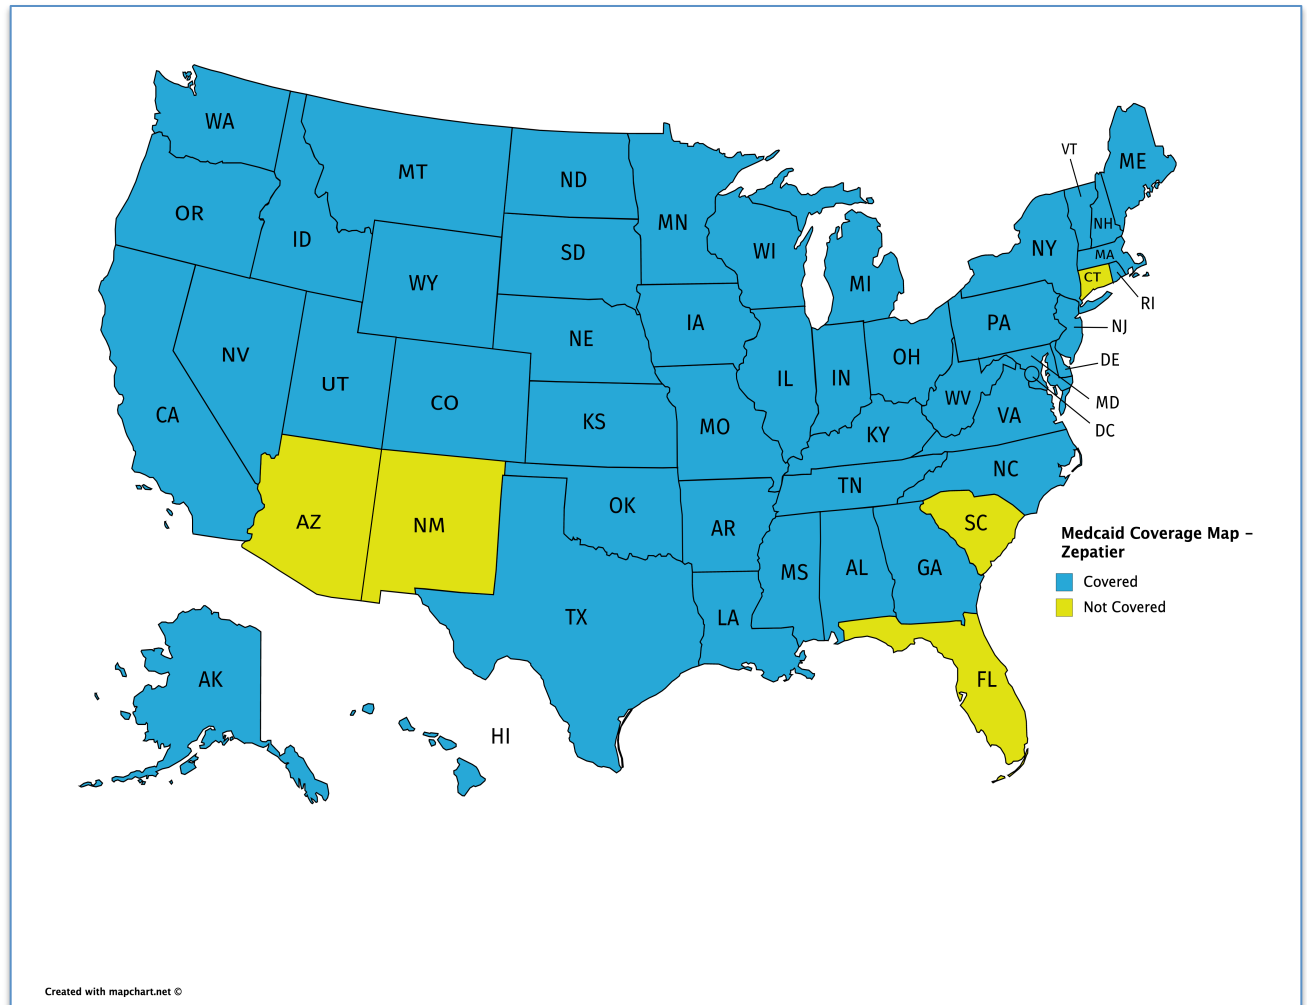 WA
MT
ND
MN
OR
ID
SD
WI
MI
WY
IA
NE
NV
UT
CO
CA
KS
MO
IL
IN
OH
PA
NY
VT
ME
NH
MA
CT
RI
NJ
DE
MD
DC
WV
VA
KY
NC
TN
AZ
NM
OK
AR
SC
MS
AL
GA
TX
LA
FL
AK
HI
Medcaid Coverage Map –
Zepatier
Covered
Not Covered
Created with mapchart.net ©